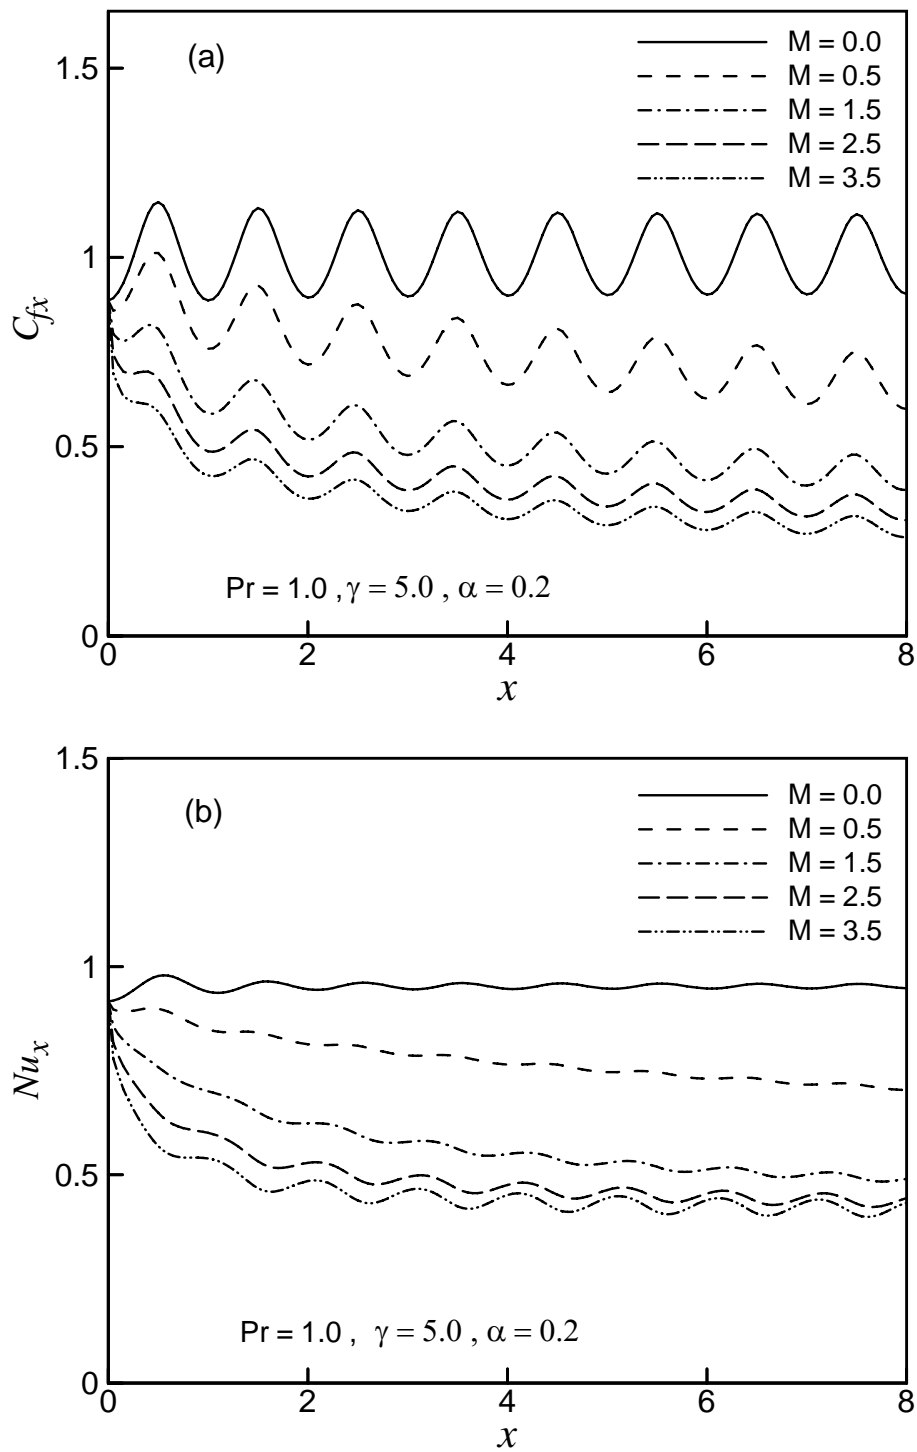 (a)
M = 0.0
M = 0.5
M = 1.5
M = 2.5
M = 3.5
1.5
1
0.5
0
C_fx
Pr = 1.0 , γ = 5.0 , α = 0.2
0 2 4 6 8
x
(b)
M = 0.0
M = 0.5
M = 1.5
M = 2.5
M = 3.5
1.5
1
0.5
0
Nu_x
Pr = 1.0 , γ = 5.0 , α = 0.2
0 2 4 6 8
x